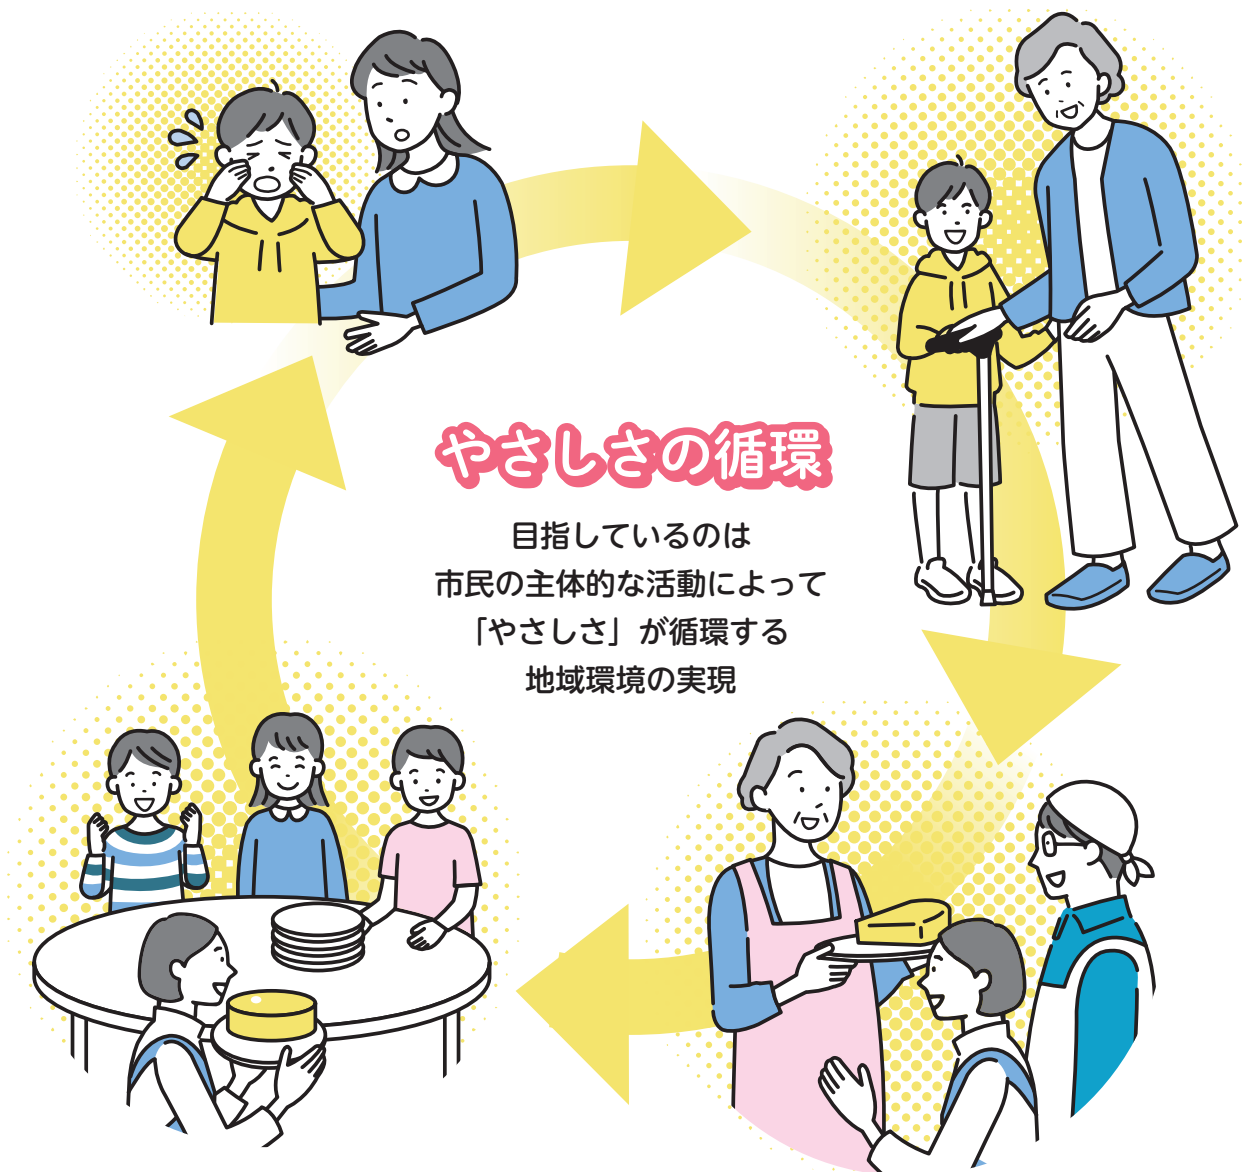 やさしさの循環
目指しているのは
市民の主体的な活動によって
「やさしさ」が循環する
地域環境の実現